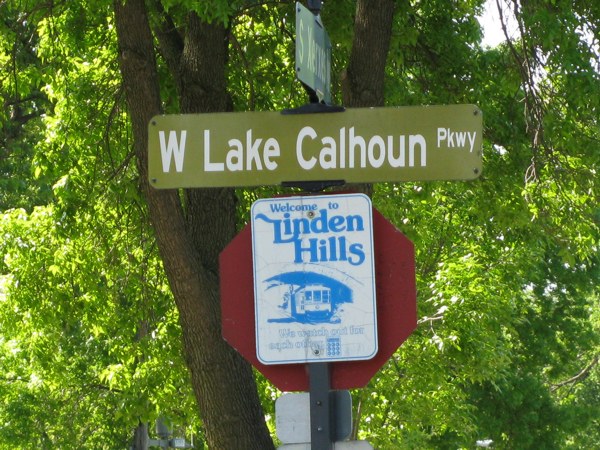 W Lake Calhoun Pkwy
Welcome to
Linden
Hills
We watch out for
each other